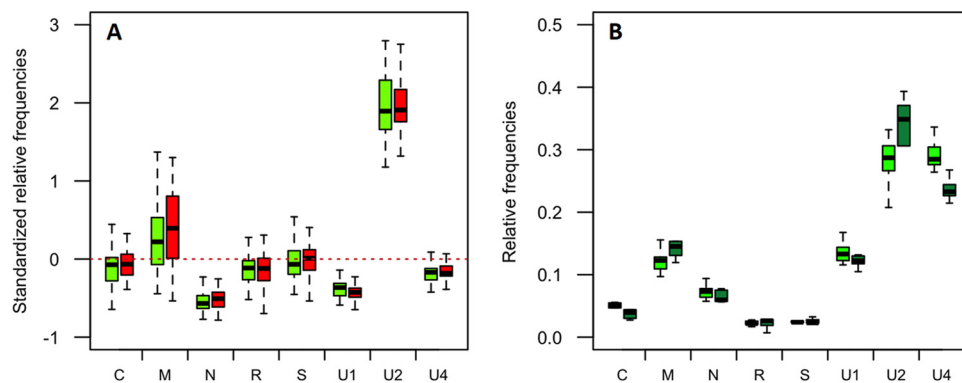 A
B
Standardized relative frequencies
3
2
1
0
-1
C M N R S U1 U2 U4
Relative frequencies
0.5
0.4
0.3
0.2
0.1
0.0
C M N R S U1 U2 U4